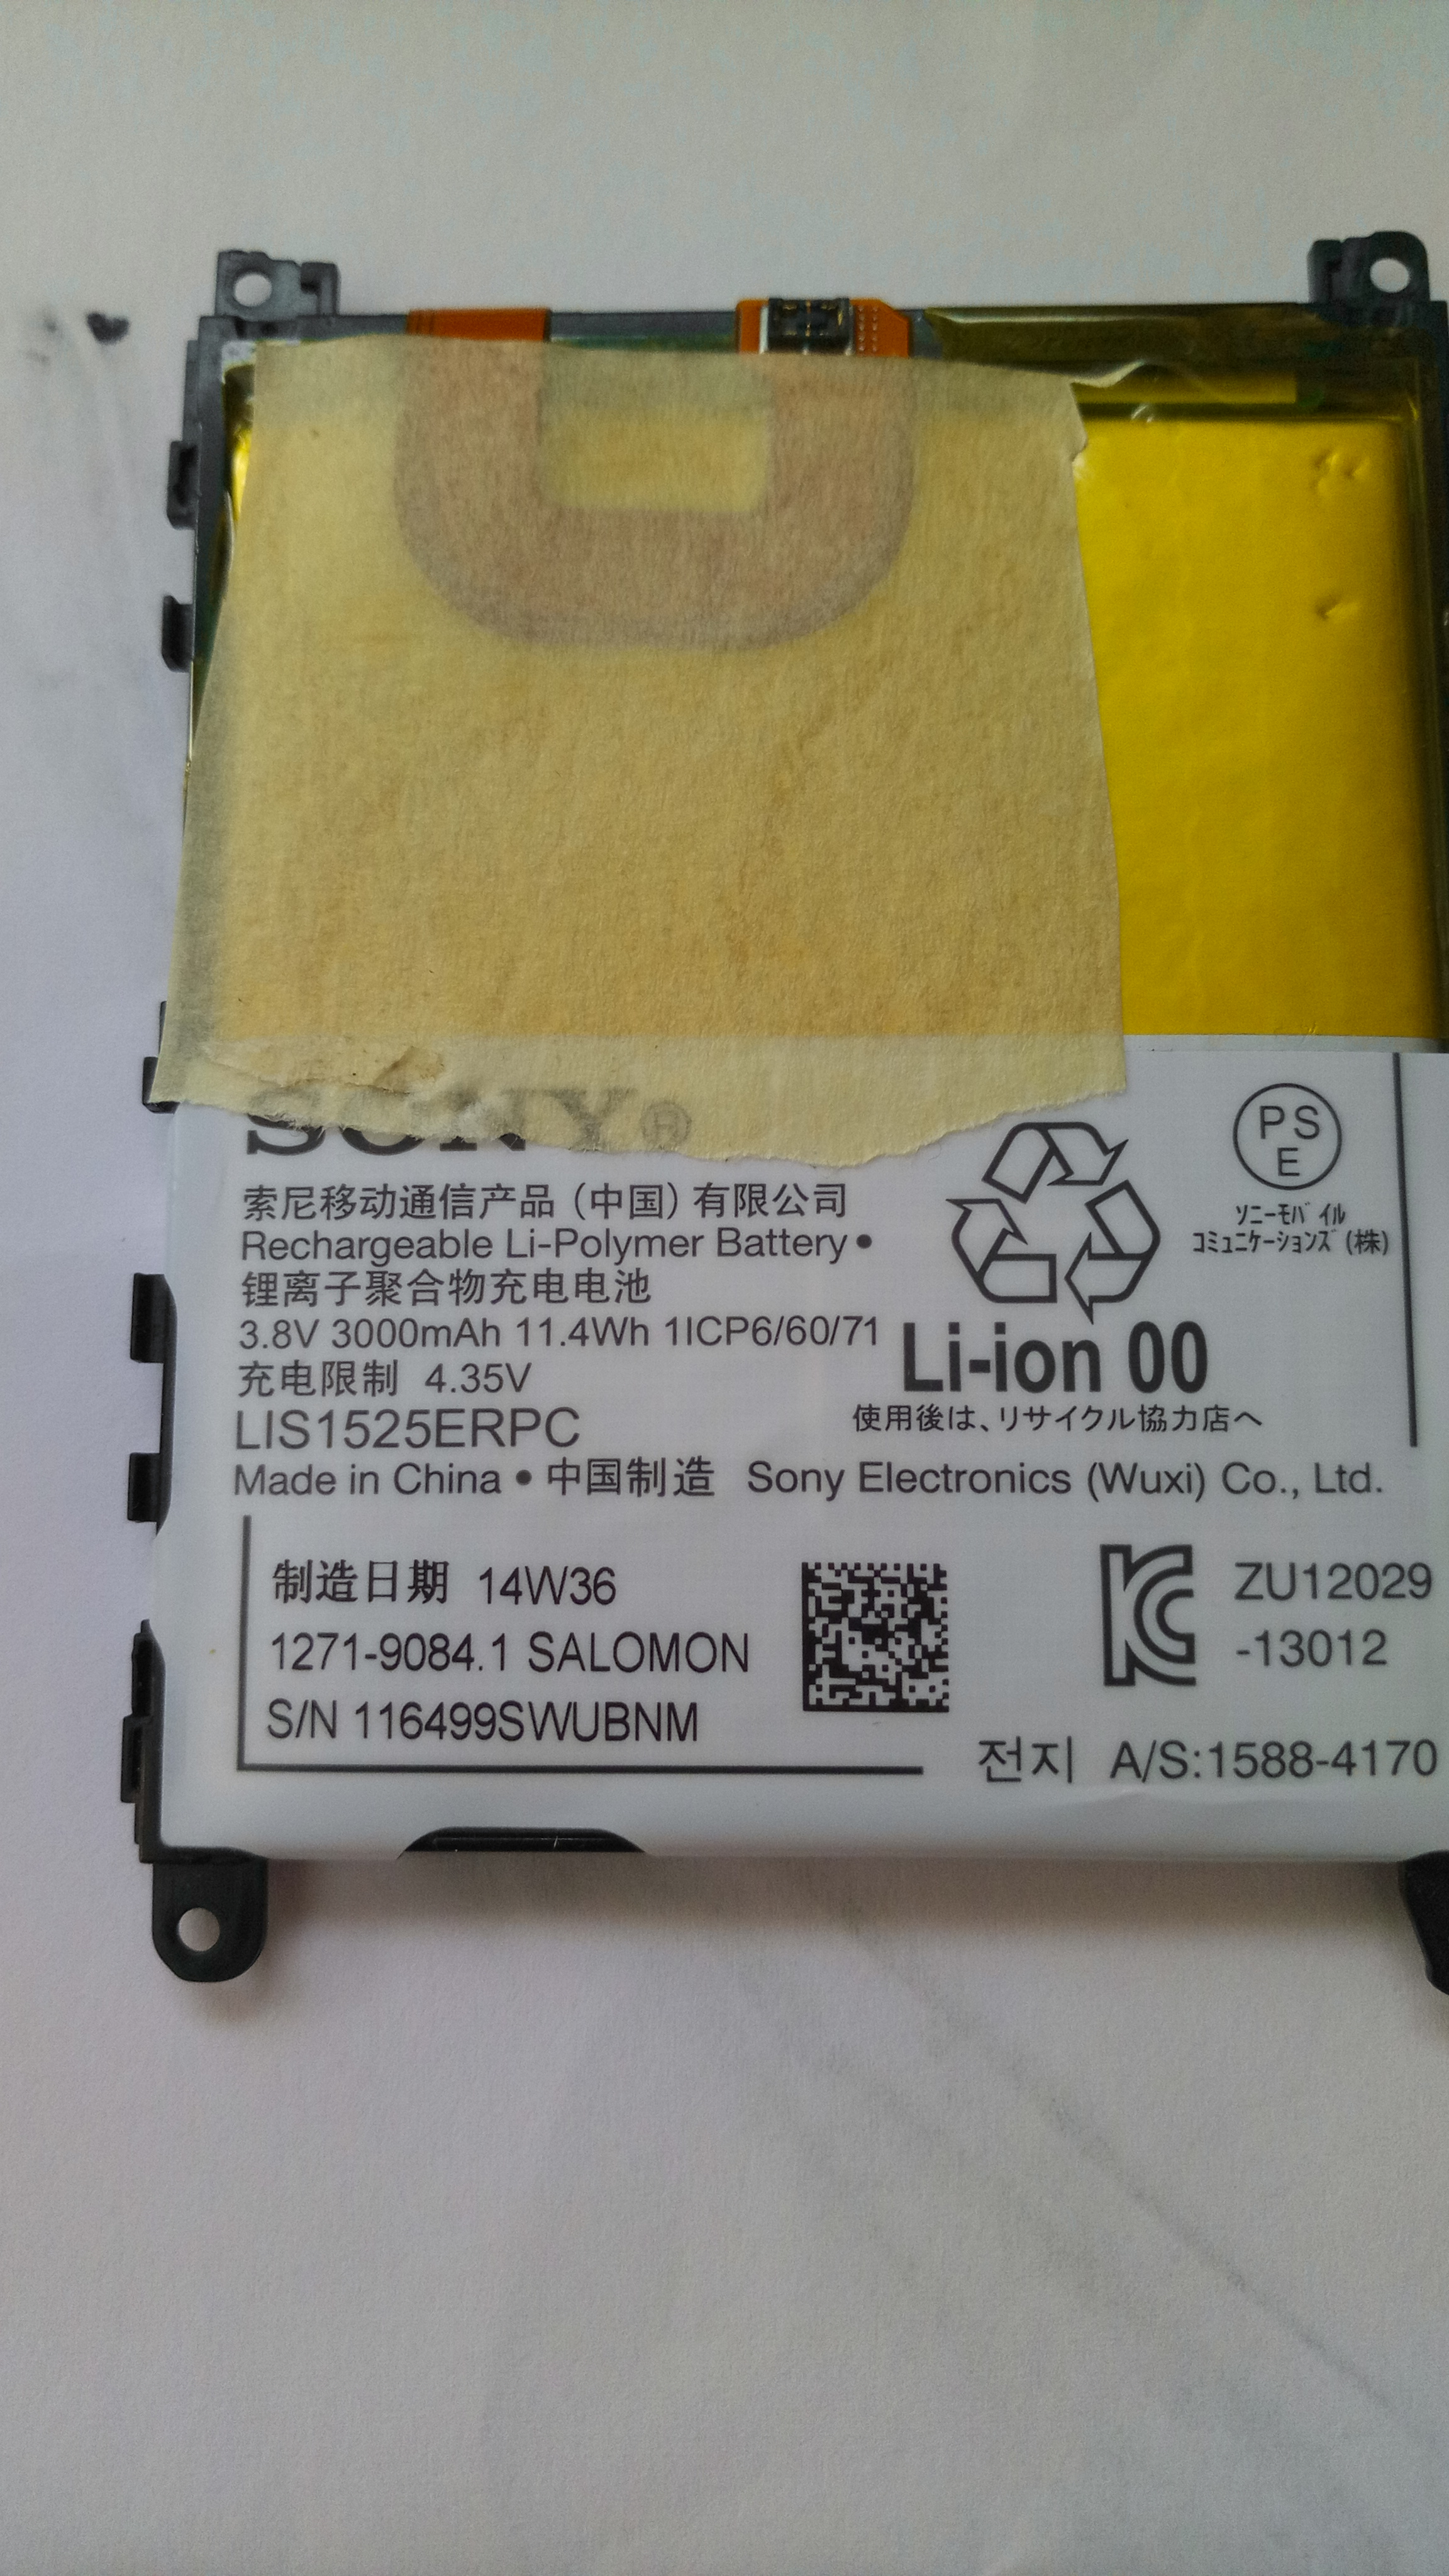 SONY®
索尼移动通信产品（中国）有限公司
Rechargeable Li-Polymer Battery•
锂离子聚合物充电电池
3.8V 3000mAh 11.4Wh 1ICP6/60/71
充电限制 4.35V
LIS1525ERPC
Made in China • 中国制造 Sony Electronics (Wuxi) Co., Ltd.
PS
E
ソニーモバイル
コミュニケーションズ(株)
Li-ion 00
使用後は、リサイクル協力店へ
制造日期 14W36
1271-9084.1 SALOMON
S/N 116499SWUBNM
ZU12029
-13012
전지 A/S:1588-4170